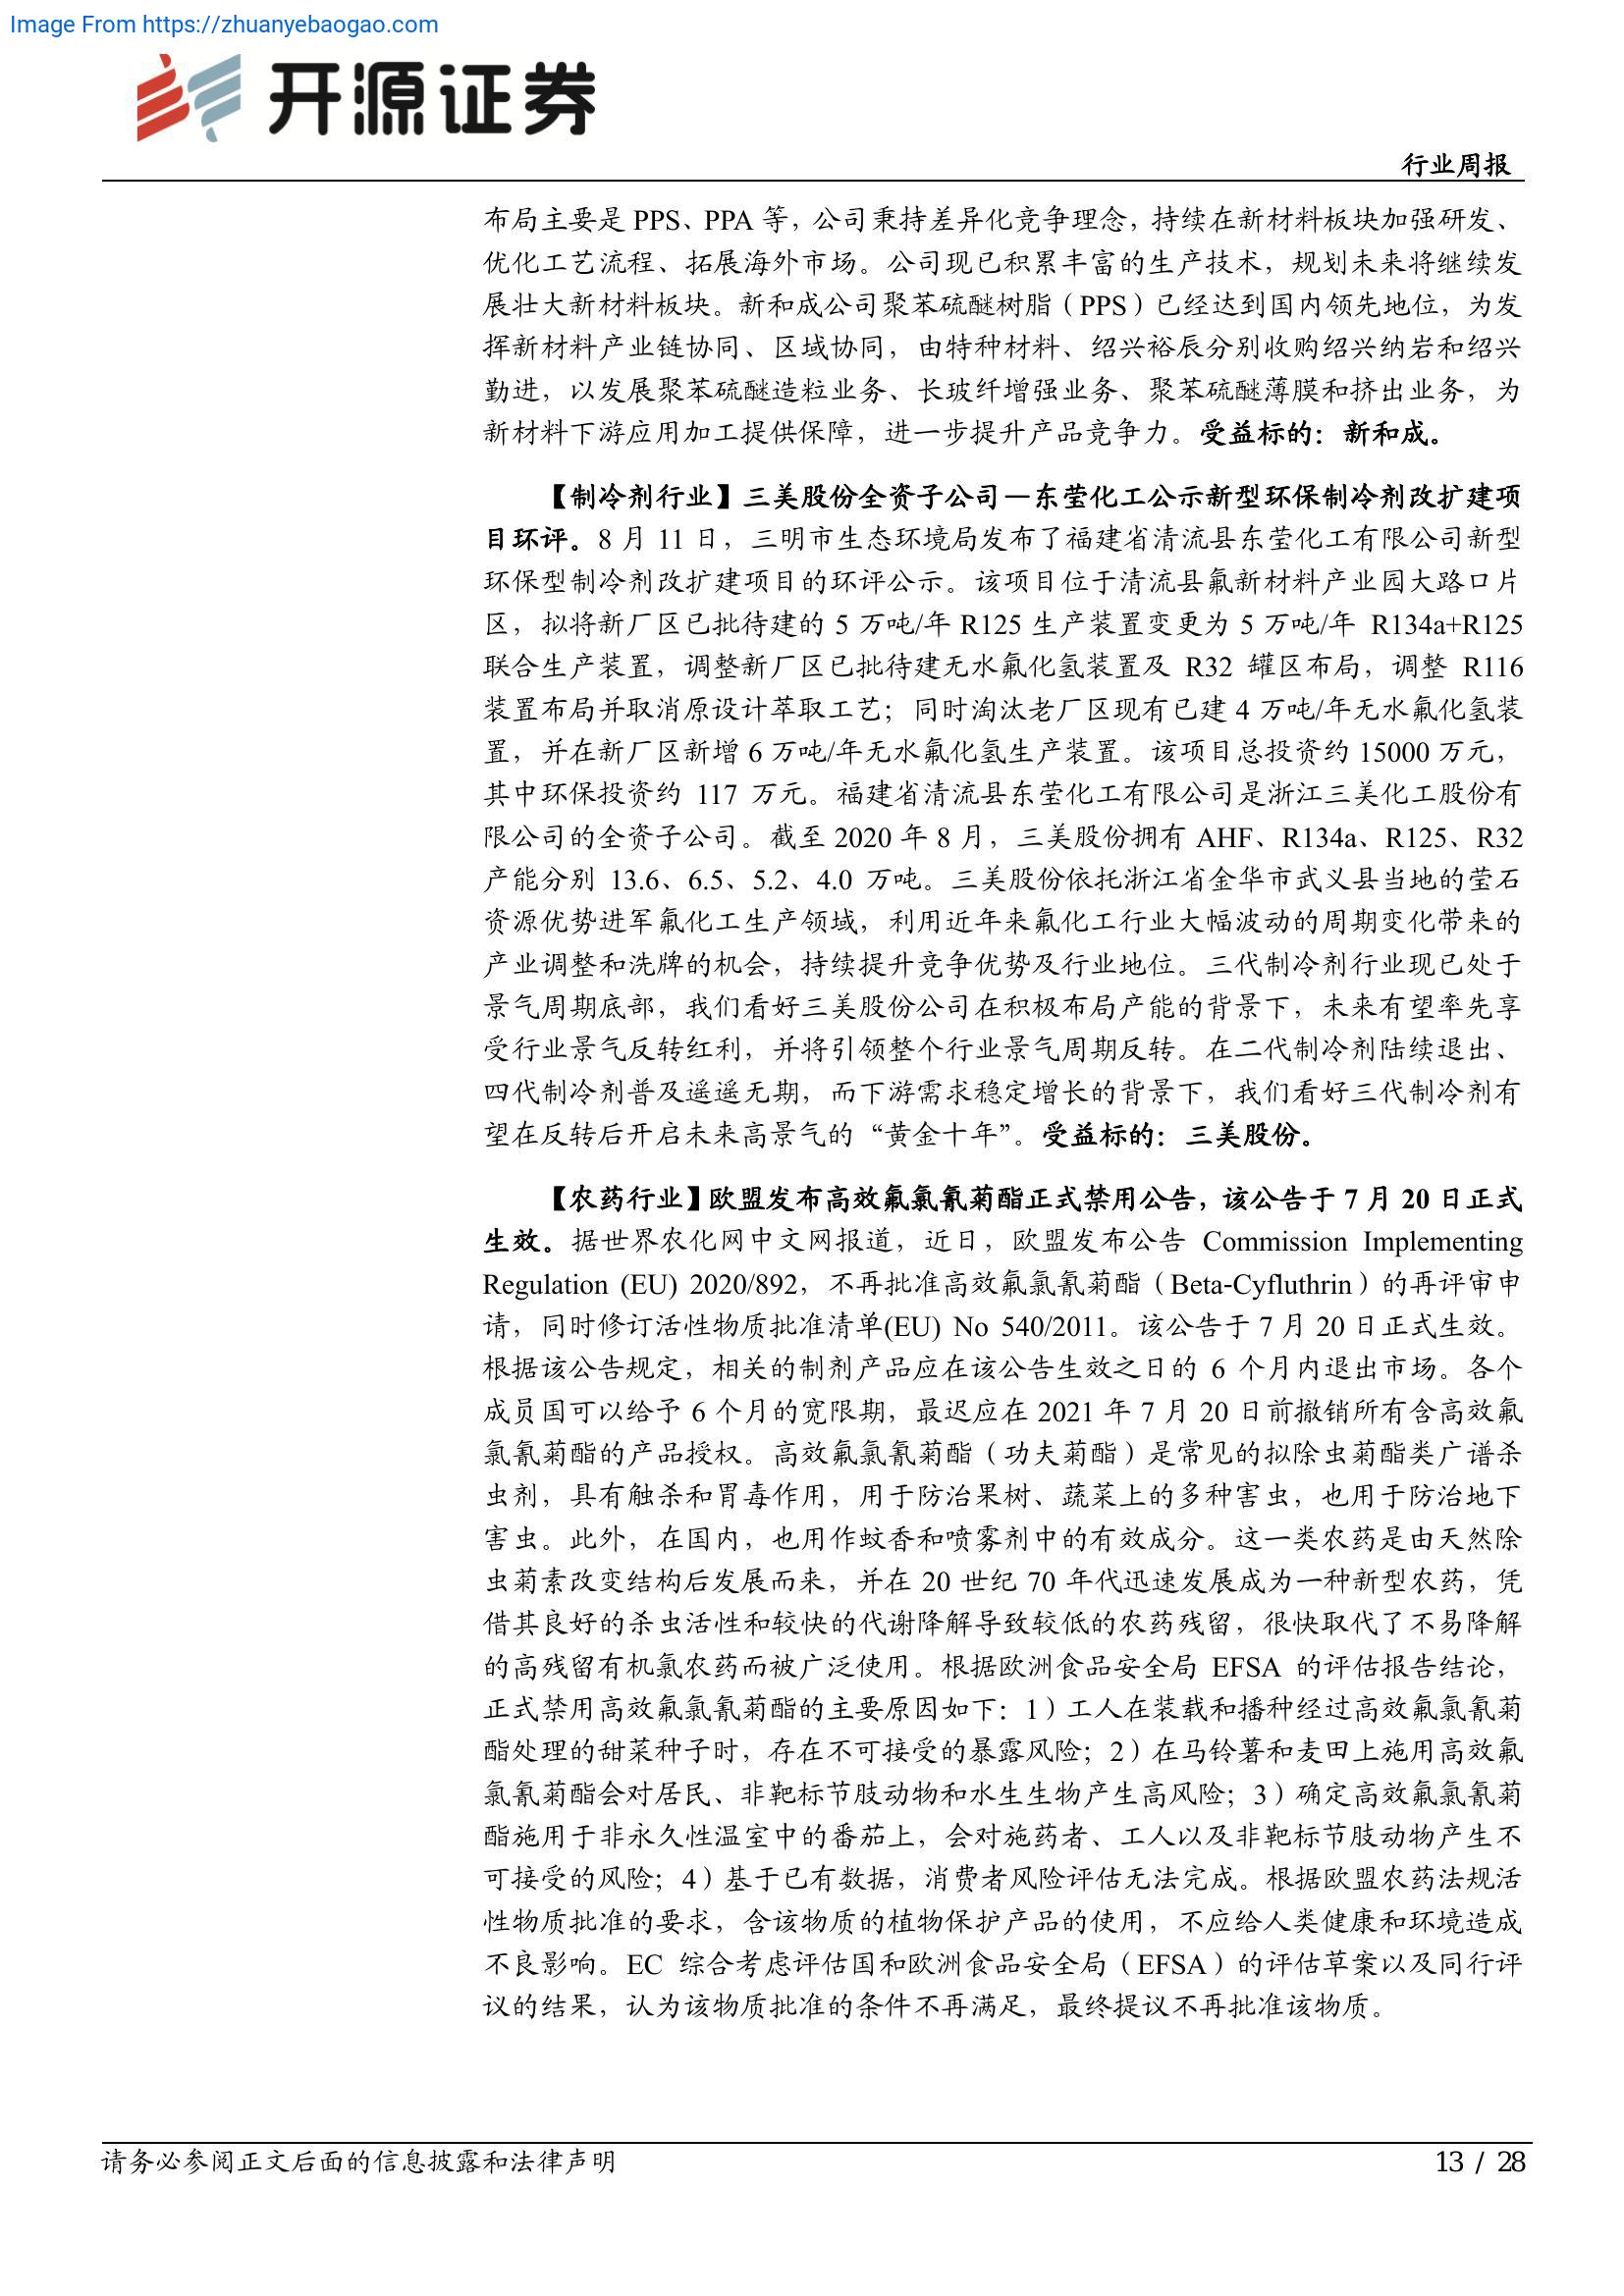 Image From https://zhuanyebaogao.com
开源证券
行业周报
布局主要是 PPS、PPA 等，公司秉持差异化竞争理念，持续在新材料板块加强研发、
优化工艺流程、拓展海外市场。公司现已积累丰富的生产技术，规划未来将继续发
展壮大新材料板块。新和成公司聚苯硫醚树脂（PPS）已经达到国内领先地位，为发
挥新材料产业链协同、区域协同，由特种材料、绍兴裕辰分别收购绍兴纳岩和绍兴
勤进，以发展聚苯硫醚造粒业务、长玻纤增强业务、聚苯硫醚薄膜和挤出业务，为
新材料下游应用加工提供保障，进一步提升产品竞争力。受益标的：新和成。
【制冷剂行业】三美股份全资子公司—东莹化工公示新型环保制冷剂改扩建项
目环评。8 月 11 日，三明市生态环境局发布了福建省清流县东莹化工有限公司新型
环保型制冷剂改扩建项目的环评公示。该项目位于清流县氟新材料产业园大路口片
区，拟将新厂区已批待建的 5 万吨/年 R125 生产装置变更为 5 万吨/年 R134a+R125
联合生产装置，调整新厂区已批待建无水氟化氢装置及 R32 罐区布局，调整 R116
装置布局并取消原设计萃取工艺；同时淘汰老厂区现有已建 4 万吨/年无水氟化氢装
置，并在新厂区新增 6 万吨/年无水氟化氢生产装置。该项目总投资约 15000 万元，
其中环保投资约 117 万元。福建省清流县东莹化工有限公司是浙江三美化工股份有
限公司的全资子公司。截至 2020 年 8 月，三美股份拥有 AHF、R134a、R125、R32
产能分别 13.6、6.5、5.2、4.0 万吨。三美股份依托浙江省金华市武义县当地的萤石
资源优势进军氟化工生产领域，利用近年来氟化工行业大幅波动的周期变化带来的
产业调整和洗牌的机会，持续提升竞争优势及行业地位。三代制冷剂行业现已处于
景气周期底部，我们看好三美股份公司在积极布局产能的背景下，未来有望率先享
受行业景气反转红利，并将引领整个行业景气周期反转。在二代制冷剂陆续退出、
四代制冷剂普及遥遥无期，而下游需求稳定增长的背景下，我们看好三代制冷剂有
望在反转后开启未来高景气的“黄金十年”。受益标的：三美股份。
【农药行业】欧盟发布高效氟氯氰菊酯正式禁用公告，该公告于 7 月 20 日正式
生效。据世界农化网中文网报道，近日，欧盟发布公告 Commission Implementing
Regulation (EU) 2020/892，不再批准高效氟氯氰菊酯（Beta-Cyfluthrin）的再评审申
请，同时修订活性物质批准清单(EU) No 540/2011。该公告于 7 月 20 日正式生效。
根据该公告规定，相关的制剂产品应在该公告生效之日的 6 个月内退出市场。各个
成员国可以给予 6 个月的宽限期，最迟应在 2021 年 7 月 20 日前撤销所有含高效氟
氯氰菊酯的产品授权。高效氟氯氰菊酯（功夫菊酯）是常见的拟除虫菊酯类广谱杀
虫剂，具有触杀和胃毒作用，用于防治果树、蔬菜上的多种害虫，也用于防治地下
害虫。此外，在国内，也用作蚊香和喷雾剂中的有效成分。这一类农药是由天然除
虫菊素改变结构后发展而来，并在 20 世纪 70 年代迅速发展成为一种新型农药，凭
借其良好的杀虫活性和较快的代谢降解导致较低的农药残留，很快取代了不易降解
的高残留有机氯农药而被广泛使用。根据欧洲食品安全局 EFSA 的评估报告结论，
正式禁用高效氟氯氰菊酯的主要原因如下：1）工人在装载和播种经过高效氟氯氰菊
酯处理的甜菜种子时，存在不可接受的暴露风险；2）在马铃薯和麦田上施用高效氟
氯氰菊酯会对居民、非靶标节肢动物和水生生物产生高风险；3）确定高效氟氯氰菊
酯施用于非永久性温室中的番茄上，会对施药者、工人以及非靶标节肢动物产生不
可接受的风险；4）基于已有数据，消费者风险评估无法完成。根据欧盟农药法规活
性物质批准的要求，含该物质的植物保护产品的使用，不应给人类健康和环境造成
不良影响。EC 综合考虑评估国和欧洲食品安全局（EFSA）的评估草案以及同行评
议的结果，认为该物质批准的条件不再满足，最终提议不再批准该物质。
请务必参阅正文后面的信息披露和法律声明
13 / 28